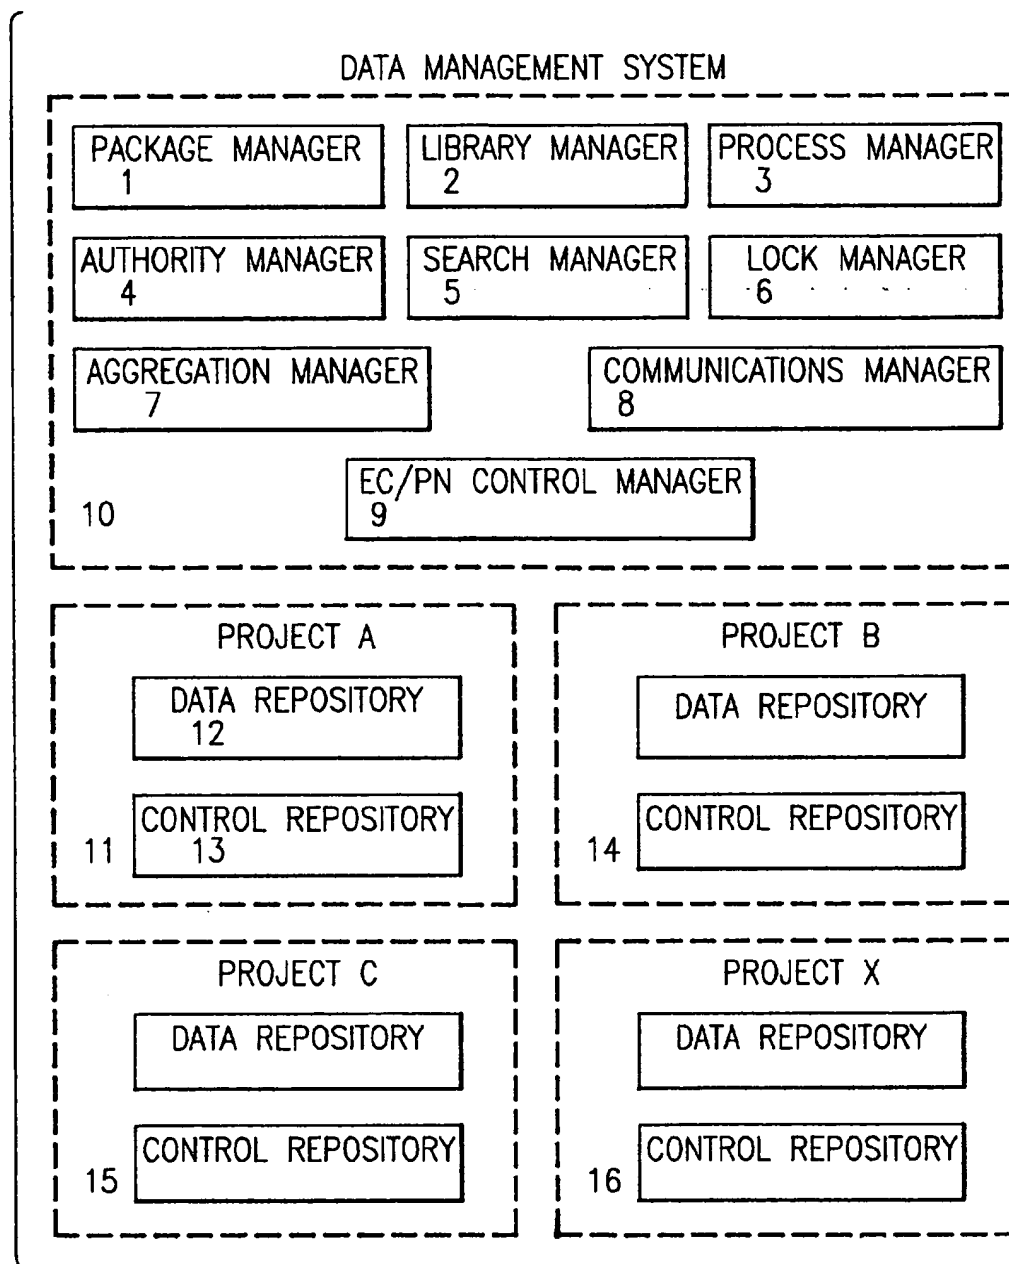 DATA MANAGEMENT SYSTEM
PACKAGE MANAGER
1
LIBRARY MANAGER
2
PROCESS MANAGER
3
AUTHORITY MANAGER
4
SEARCH MANAGER
5
LOCK MANAGER
6
AGGREGATION MANAGER
7
COMMUNICATIONS MANAGER
8
EC/PN CONTROL MANAGER
9
10
PROJECT A
DATA REPOSITORY
12
CONTROL REPOSITORY
13
11
PROJECT B
DATA REPOSITORY
CONTROL REPOSITORY
14
PROJECT C
DATA REPOSITORY
CONTROL REPOSITORY
15
PROJECT X
DATA REPOSITORY
CONTROL REPOSITORY
16